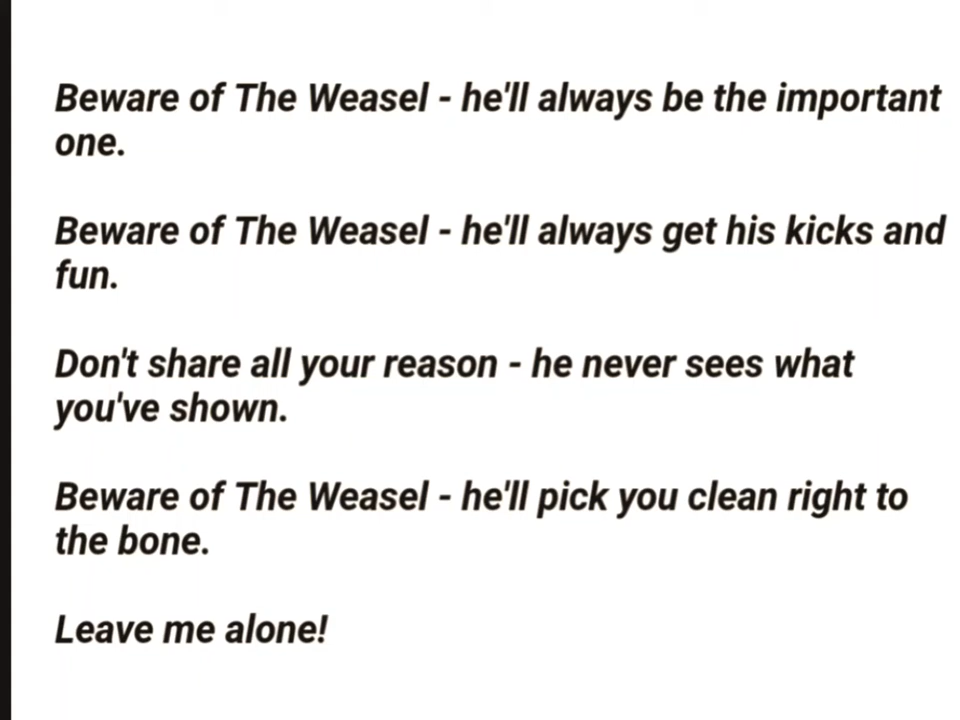 Beware of The Weasel - he'll always be the important
one.
Beware of The Weasel - he'll always get his kicks and
fun.
Don't share all your reason - he never sees what
you've shown.
Beware of The Weasel - he'll pick you clean right to
the bone.
Leave me alone!